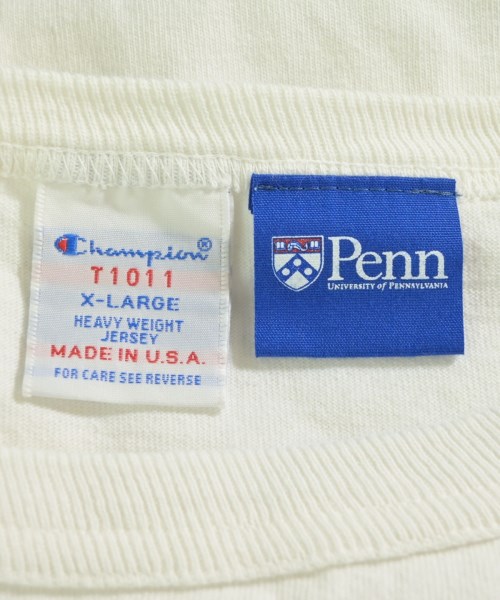 Champion®
T1011
X-LARGE
HEAVY WEIGHT
JERSEY
MADE IN U.S.A.
FOR CARE SEE REVERSE
Penn
UNIVERSITY OF PENNSYLVANIA